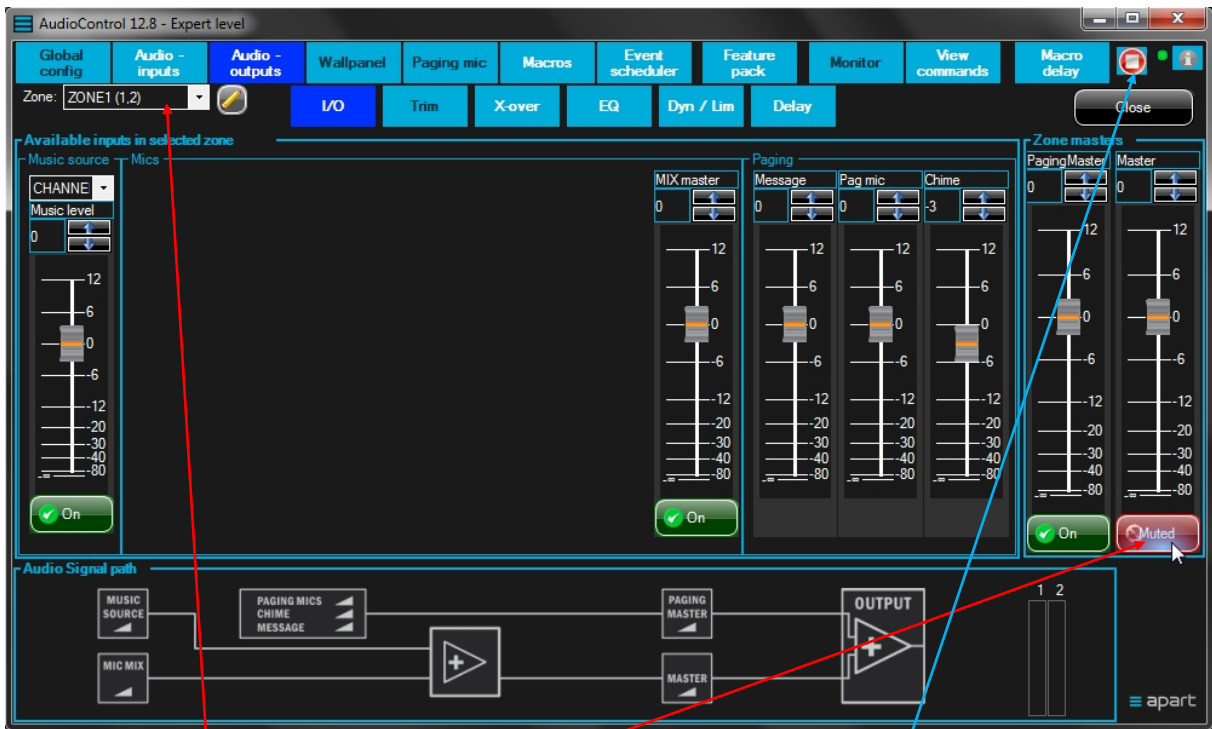 AudioControl 12.8 - Expert level
Global config
Audio - inputs
Audio - outputs
Wallpanel
Paging mic
Macros
Event scheduler
Feature pack
Monitor
View commands
Macro delay
Zone: ZONE1 (1,2)
I/O
Trim
X-over
EQ
Dyn / Lim
Delay
Close
Available inputs in selected zone
Zone masters
Music source
Mics
Paging
CHANNE
Music level
0
12
6
0
-6
-12
-20
-30
-40
-80
-∞
On
MIX master
0
12
6
0
-6
-12
-20
-30
-40
-80
-∞
On
Message
0
12
6
0
-6
-12
-20
-30
-40
-80
-∞
Pag mic
0
12
6
0
-6
-12
-20
-30
-40
-80
-∞
Chime
-3
12
6
0
-6
-12
-20
-30
-40
-80
-∞
PagingMaster
0
12
6
0
-6
-12
-20
-30
-40
-80
-∞
On
Master
0
12
6
0
-6
-12
-20
-30
-40
-80
-∞
Muted
Audio Signal path
MUSIC
SOURCE
MIC MIX
PAGING MICS
CHIME
MESSAGE
PAGING
MASTER
MASTER
OUTPUT
1 2
apart